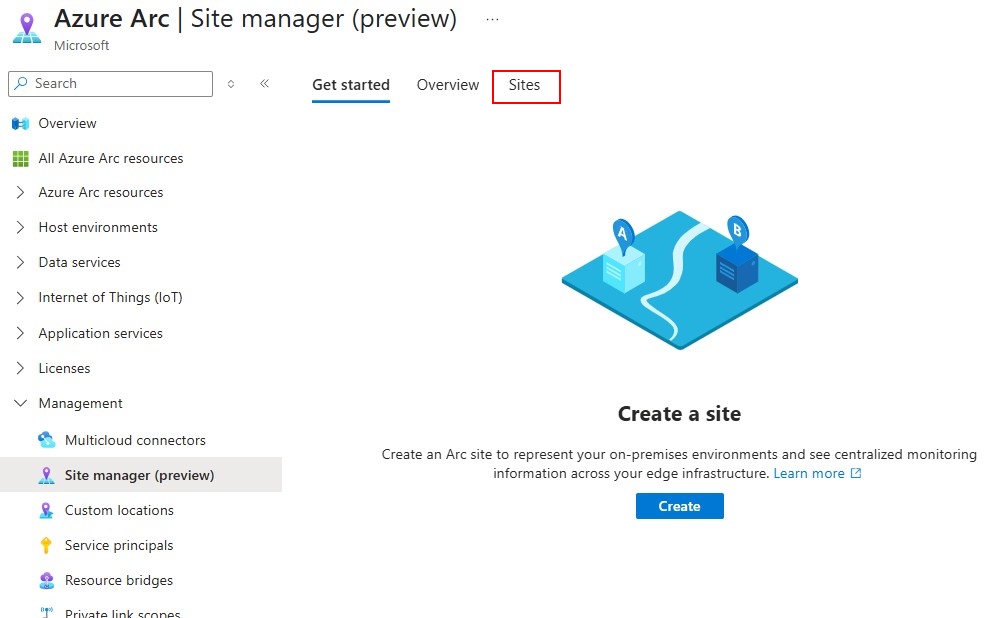 Azure Arc | Site manager (preview) ...
Microsoft
Search
Get started Overview Sites
Overview
All Azure Arc resources
Azure Arc resources
Host environments
Data services
Internet of Things (IoT)
Application services
Licenses
Management
Multicloud connectors
Site manager (preview)
Custom locations
Service principals
Resource bridges
Private link scopes
A B
Create a site
Create an Arc site to represent your on-premises environments and see centralized monitoring
information across your edge infrastructure. Learn more
Create